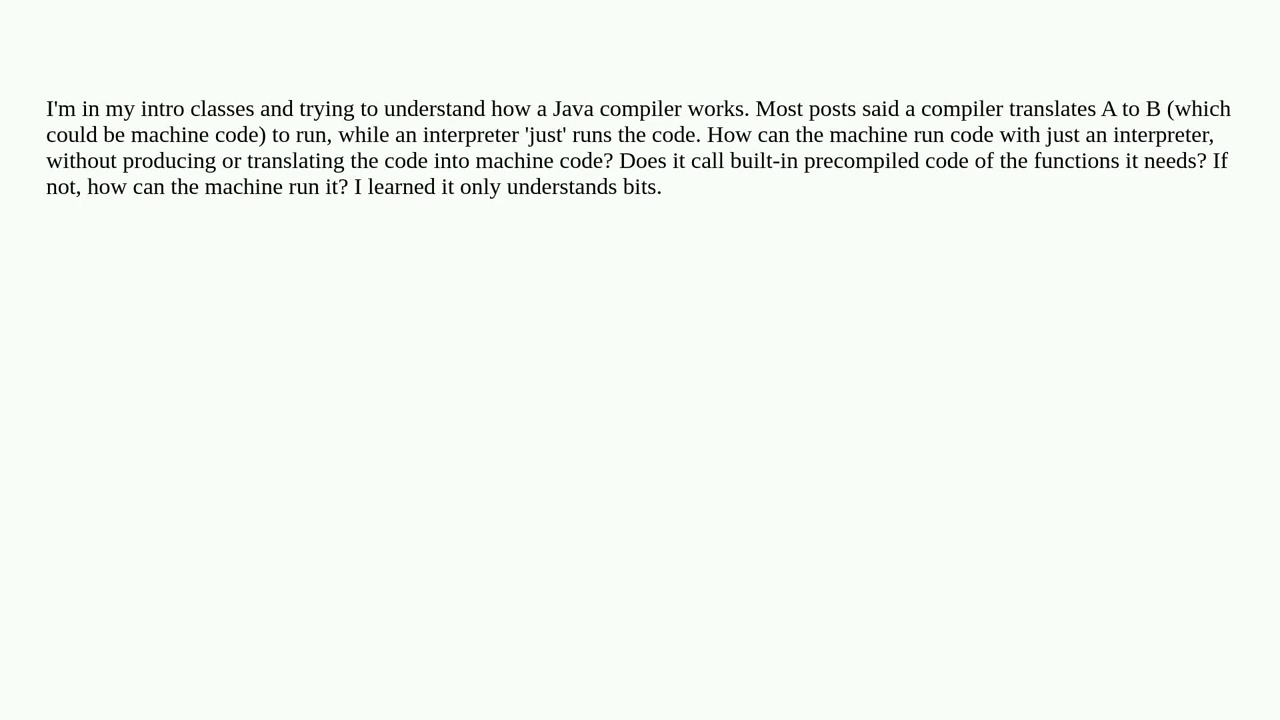 I'm in my intro classes and trying to understand how a Java compiler works. Most posts said a compiler translates A to B (which
could be machine code) to run, while an interpreter 'just' runs the code. How can the machine run code with just an interpreter,
without producing or translating the code into machine code? Does it call built-in precompiled code of the functions it needs? If
not, how can the machine run it? I learned it only understands bits.